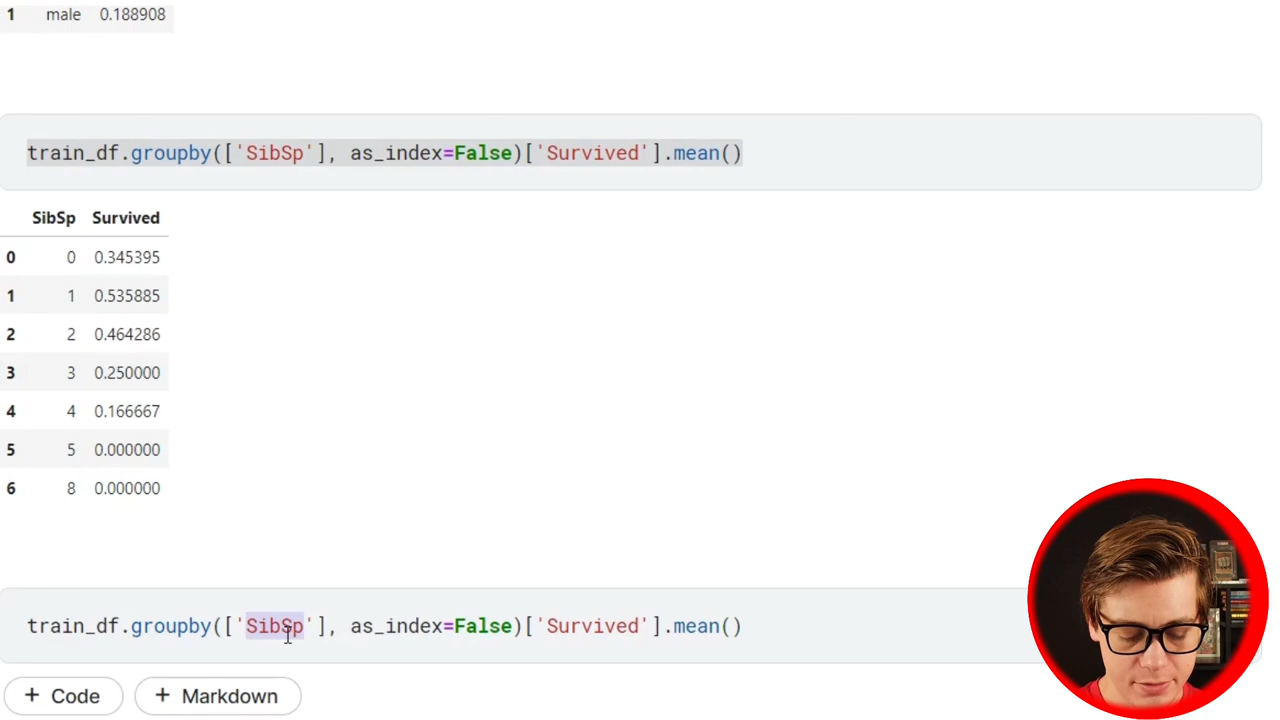 1 male 0.188908
train_df.groupby(['SibSp'], as_index=False)['Survived'].mean()
SibSp Survived
0 0 0.345395
1 1 0.535885
2 2 0.464286
3 3 0.250000
4 4 0.166667
5 5 0.000000
6 8 0.000000
train_df.groupby(['SibSp'], as_index=False)['Survived'].mean()
+ Code + Markdown